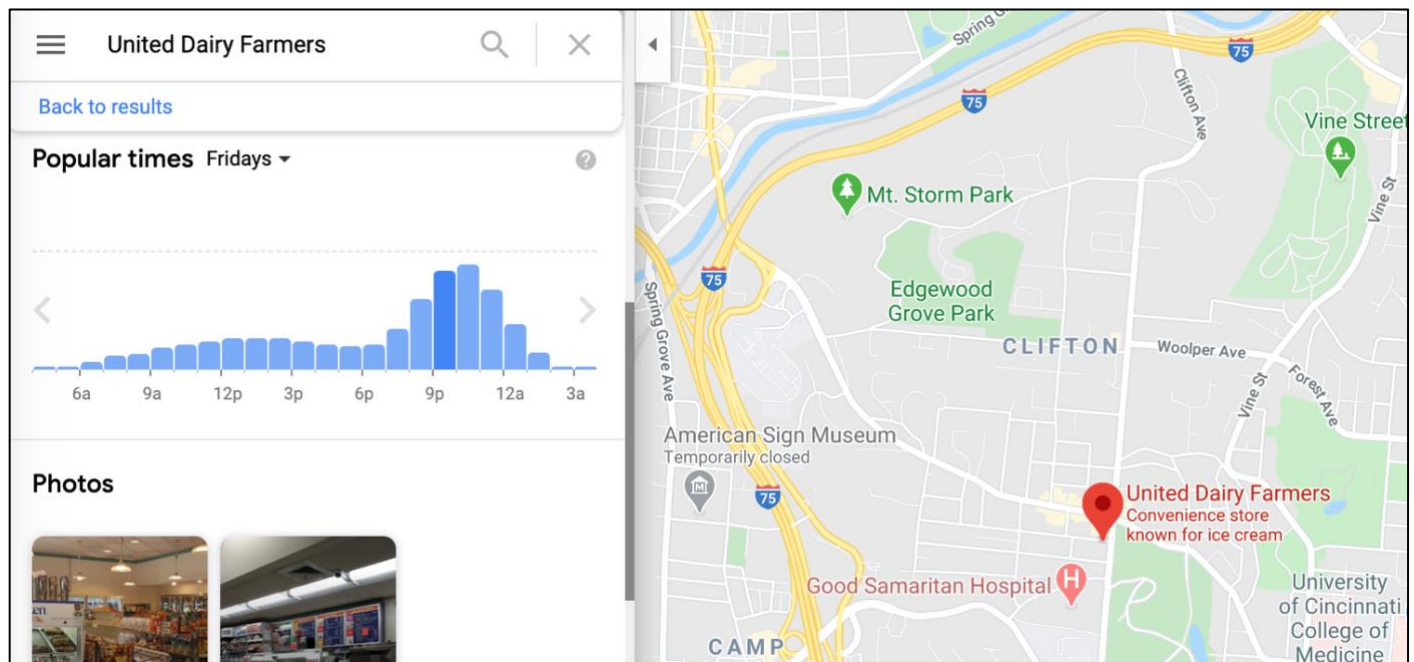 United Dairy Farmers
Back to results
Popular times Fridays
6a 9a 12p 3p 6p 9p 12a 3a
Photos
Spring G
75
75
Clifton Ave
Vine Street
Mt. Storm Park
Vine St
75
Spring Grove Ave
Edgewood
Grove Park
CLIFTON
Woolper Ave
Forest Ave
Vine St
American Sign Museum
Temporarily closed
75
United Dairy Farmers
Convenience store
known for ice cream
Good Samaritan Hospital
H
University
of Cincinnati
College of
Medicine
CAMP